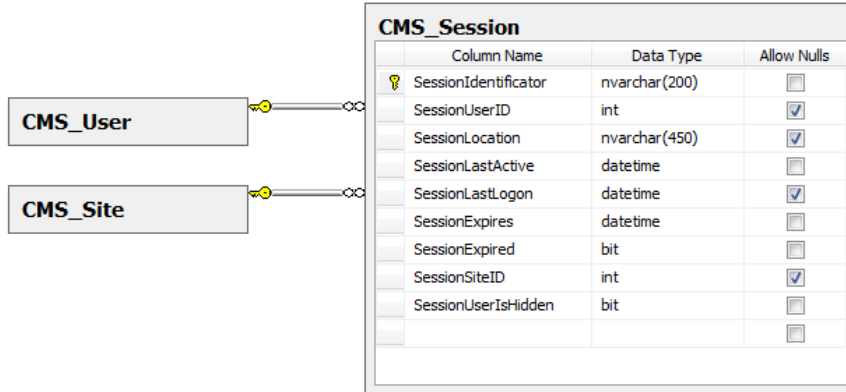 CMS_Session
Column Name Data Type Allow Nulls
SessionIdentificator nvarchar(200)
SessionUserID int
SessionLocation nvarchar(450)
SessionLastActive datetime
SessionLastLogon datetime
SessionExpires datetime
SessionExpired bit
SessionSiteID int
SessionUserIsHidden bit
CMS_User
CMS_Site